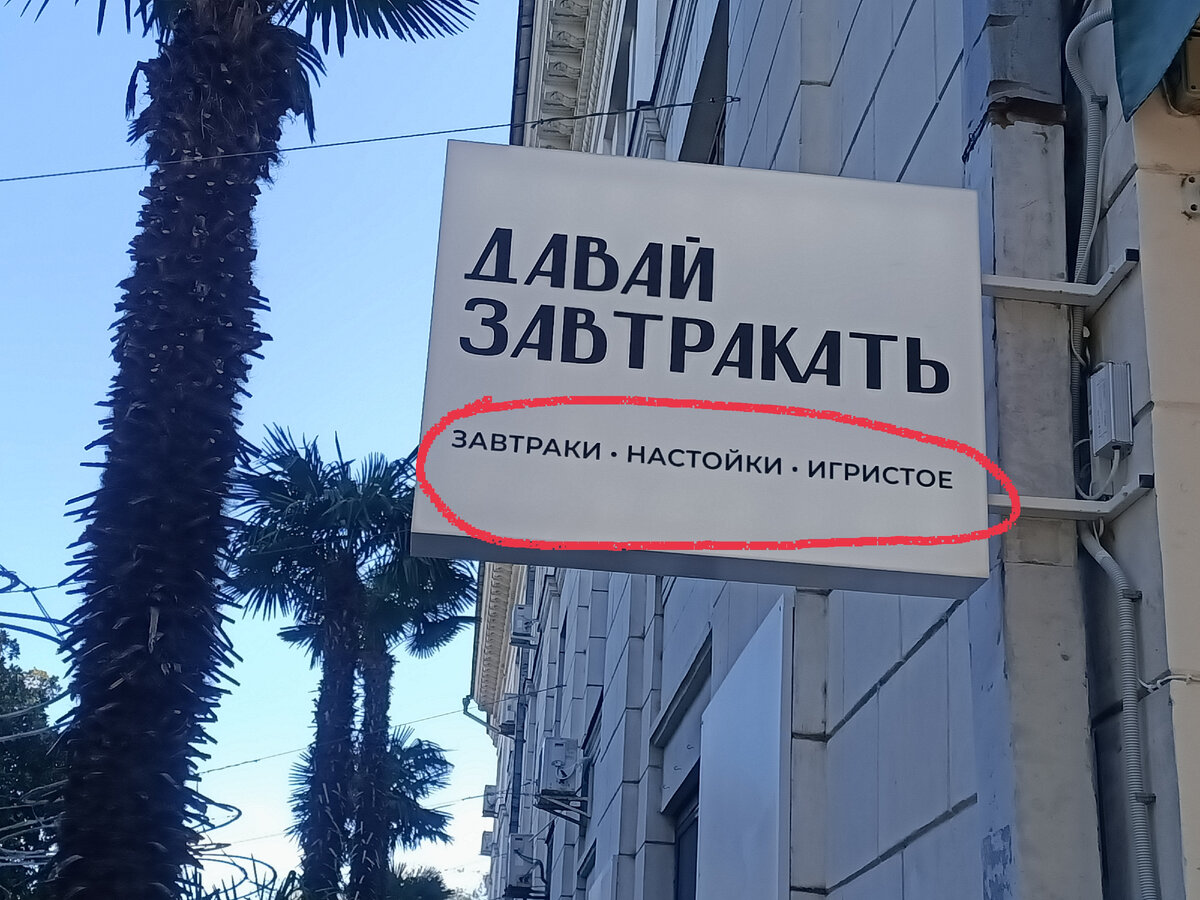 ДАВАЙ
ЗАВТРАКАТЬ
ЗАВТРАКИ • НАСТОЙКИ • ИГРИСТОЕ